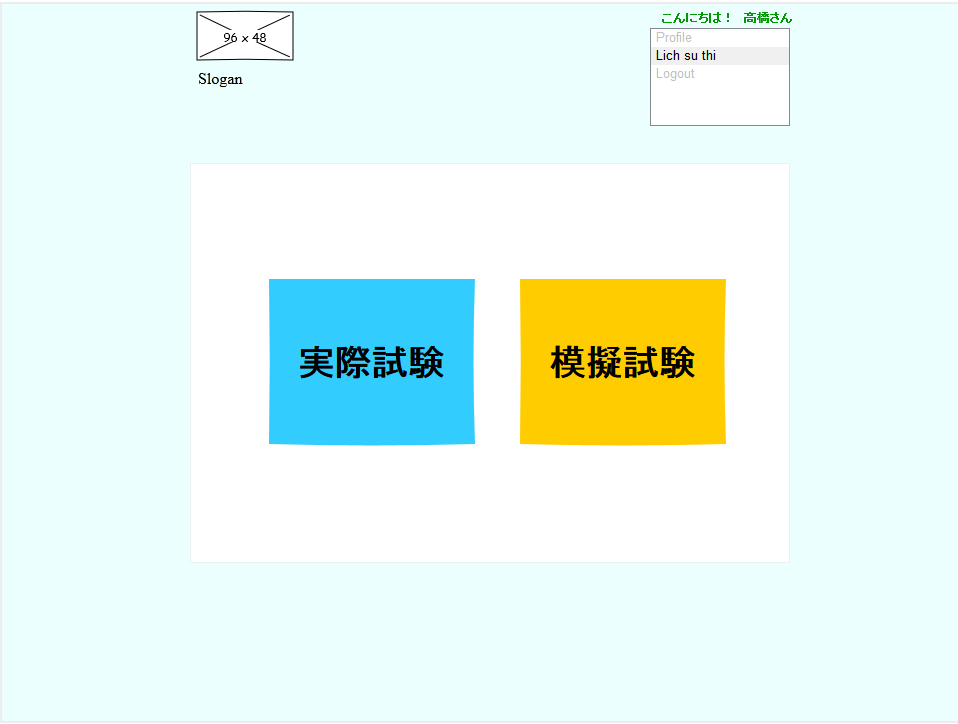 96 x 48
Slogan
こんにちは！ 高橋さん
Profile
Lich su thi
Logout
実際試験
模擬試験